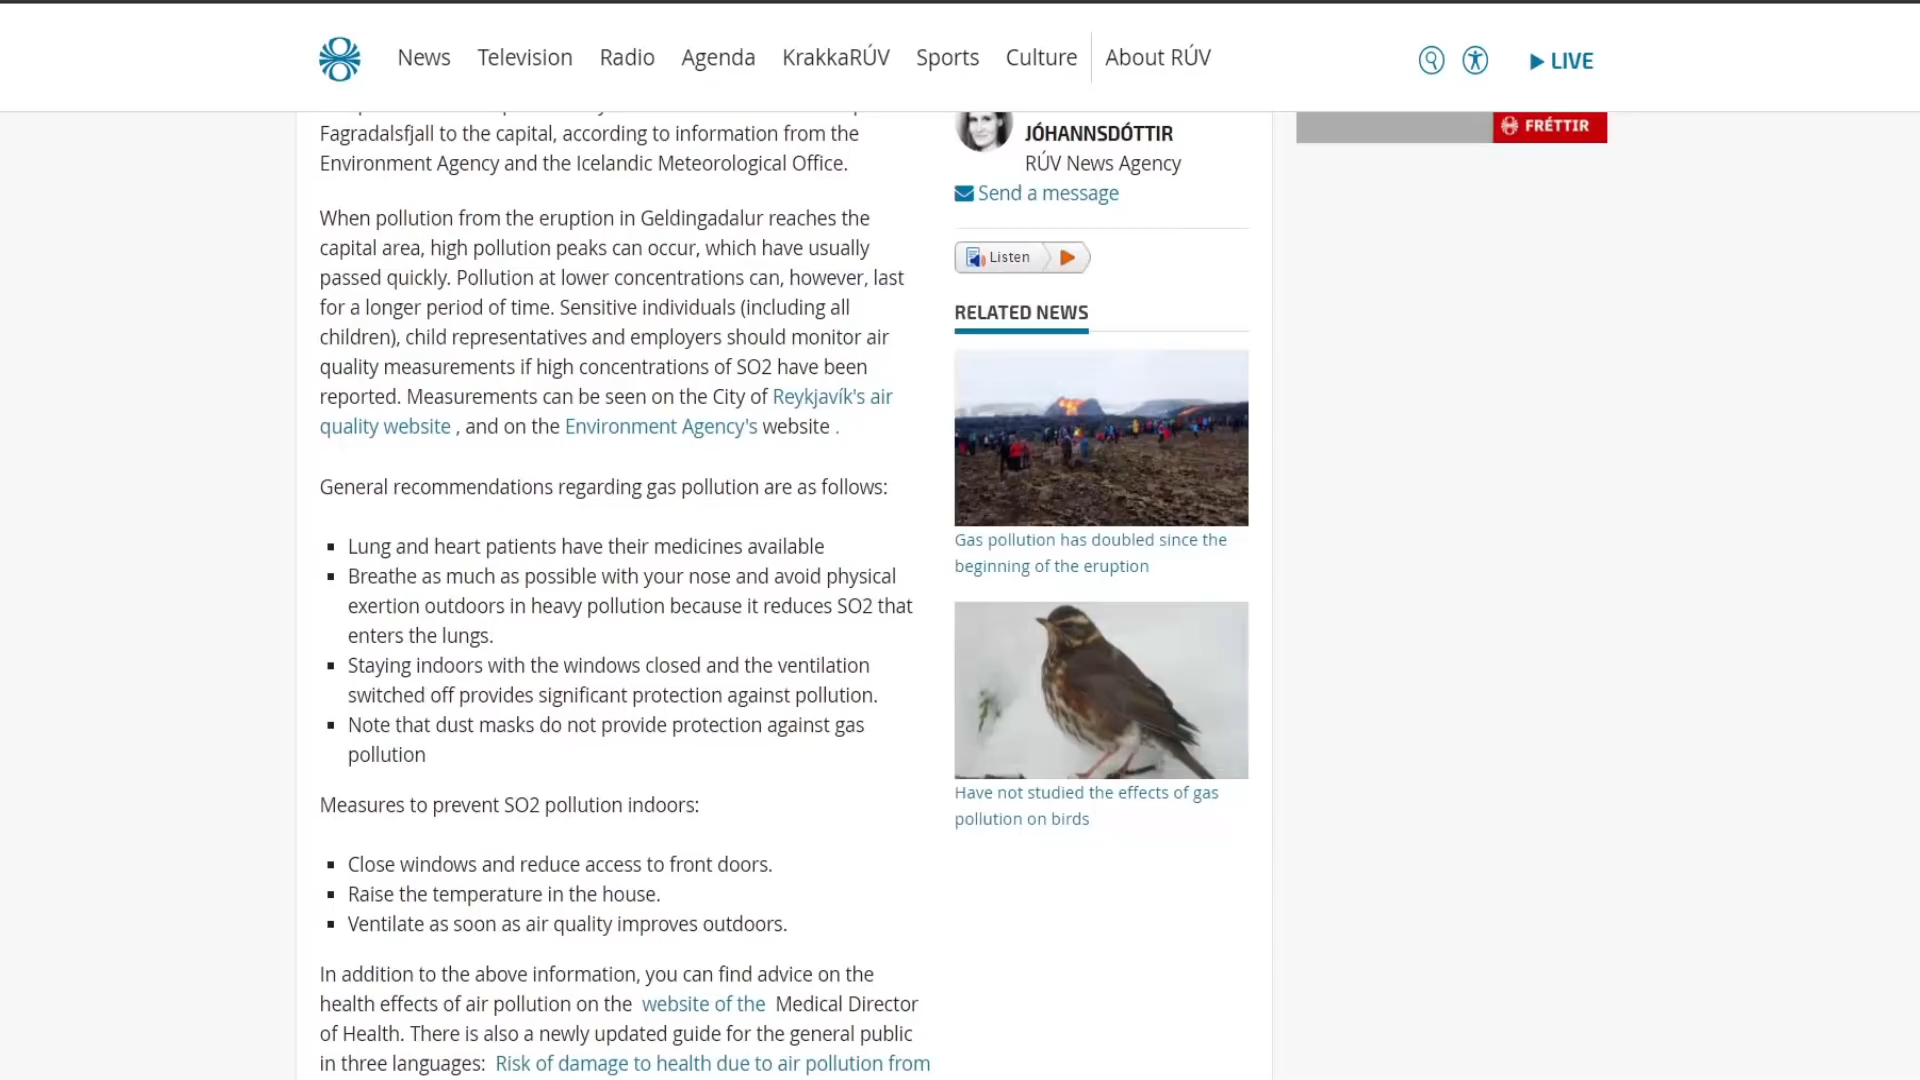 News Television Radio Agenda KrakkaRÚV Sports Culture About RÚV LIVE
Fagradalsfjall to the capital, according to information from the
Environment Agency and the Icelandic Meteorological Office.
When pollution from the eruption in Geldingadalur reaches the
capital area, high pollution peaks can occur, which have usually
passed quickly. Pollution at lower concentrations can, however, last
for a longer period of time. Sensitive individuals (including all
children), child representatives and employers should monitor air
quality measurements if high concentrations of SO2 have been
reported. Measurements can be seen on the City of Reykjavík's air
quality website , and on the Environment Agency's website .
General recommendations regarding gas pollution are as follows:
Lung and heart patients have their medicines available
Breathe as much as possible with your nose and avoid physical
exertion outdoors in heavy pollution because it reduces SO2 that
enters the lungs.
Staying indoors with the windows closed and the ventilation
switched off provides significant protection against pollution.
Note that dust masks do not provide protection against gas
pollution
Measures to prevent SO2 pollution indoors:
Close windows and reduce access to front doors.
Raise the temperature in the house.
Ventilate as soon as air quality improves outdoors.
In addition to the above information, you can find advice on the
health effects of air pollution on the website of the Medical Director
of Health. There is also a newly updated guide for the general public
in three languages: Risk of damage to health due to air pollution from
JÓHANNSDÓTTIR
RÚV News Agency
Send a message
Listen
RELATED NEWS
Gas pollution has doubled since the
beginning of the eruption
Have not studied the effects of gas
pollution on birds
FRÉTTIR